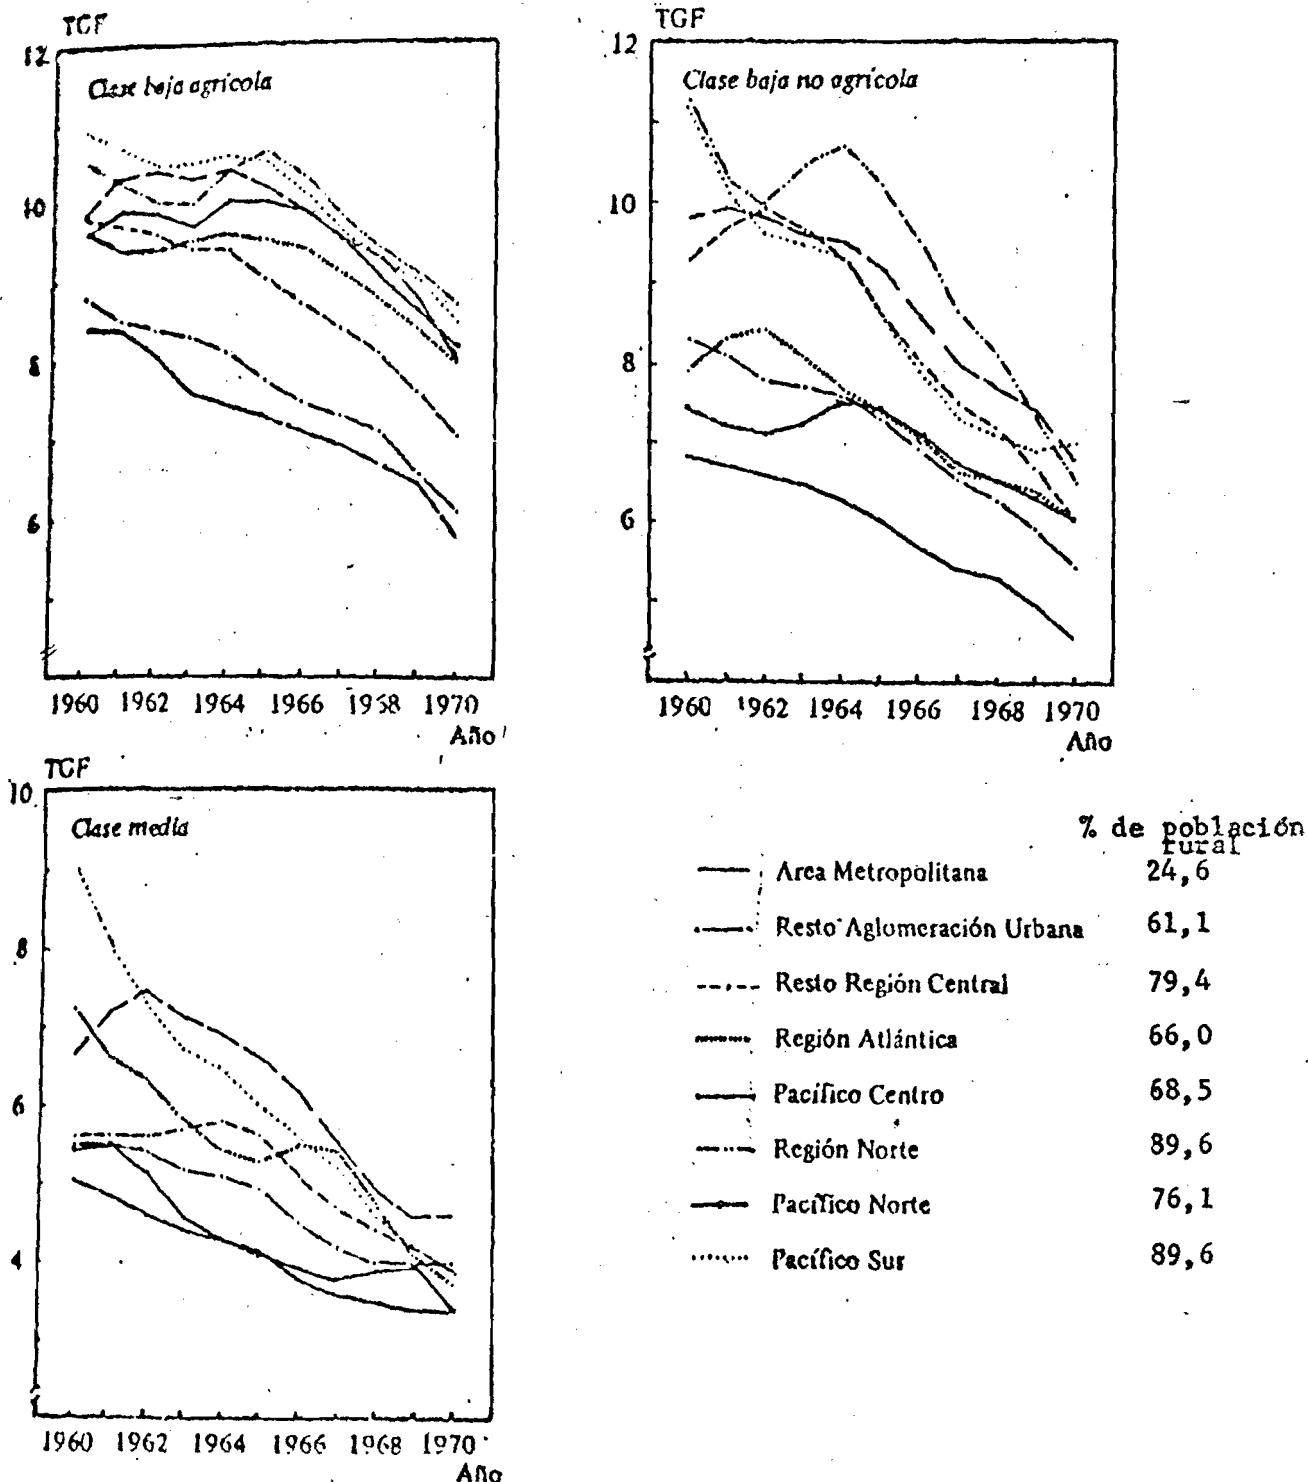 TGF
12
Clase baja agrícola
10
8
6
1960 1962 1964 1966 1968 1970
Año
TGF
12
Clase baja no agrícola
10
8
6
1960 1962 1964 1966 1968 1970
Año
TGF
10
Clase media
8
6
4
1960 1962 1964 1966 1968 1970
Año
% de población
rural
Area Metropolitana 24,6
Resto Aglomeración Urbana 61,1
Resto Región Central 79,4
Región Atlántica 66,0
Pacífico Centro 68,5
Región Norte 89,6
Pacífico Norte 76,1
Pacífico Sur 89,6